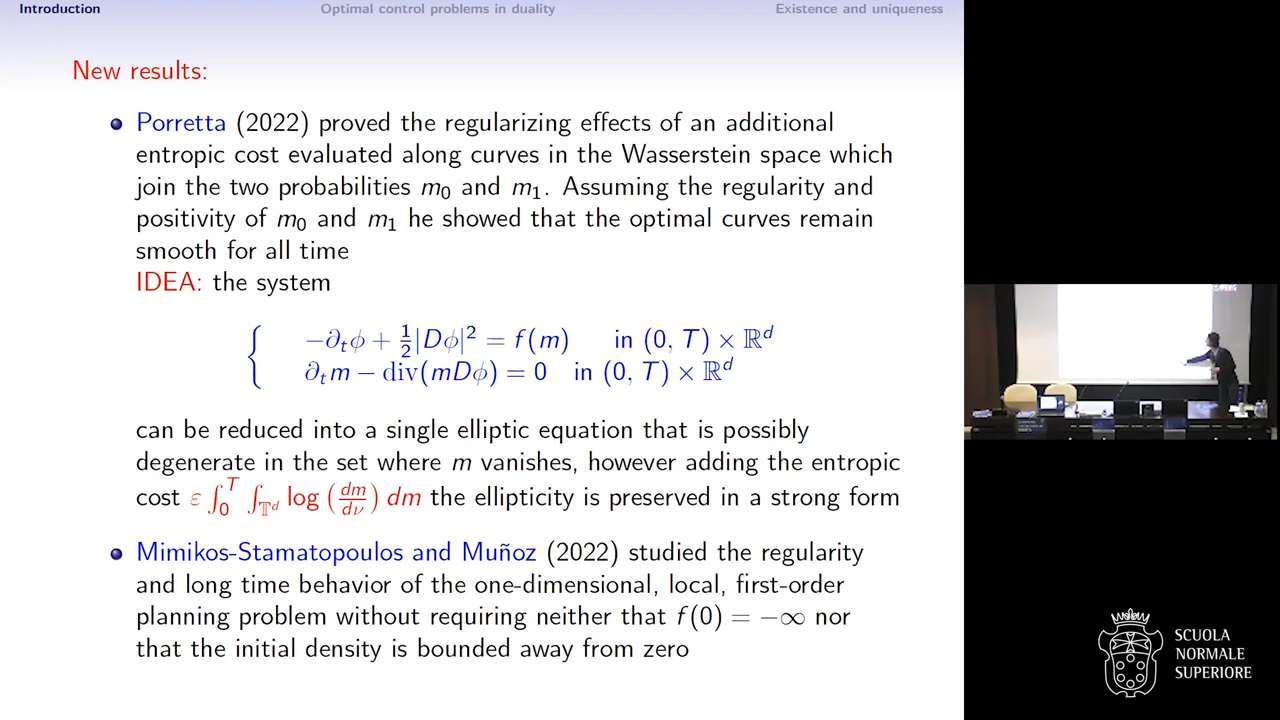 Introduction Optimal control problems in duality Existence and uniqueness
New results:
Porretta (2022) proved the regularizing effects of an additional
entropic cost evaluated along curves in the Wasserstein space which
join the two probabilities m₀ and m₁. Assuming the regularity and
positivity of m₀ and m₁ he showed that the optimal curves remain
smooth for all time
IDEA: the system
−∂ₜϕ + ½|Dϕ|² = f(m) in (0, T) × ℝᵈ
∂ₜm − div(mDϕ) = 0 in (0, T) × ℝᵈ
can be reduced into a single elliptic equation that is possibly
degenerate in the set where m vanishes, however adding the entropic
cost ε∫₀ᵀ ∫_𝕋ᵈ log (dm/dν) dm the ellipticity is preserved in a strong form
Mimikos-Stamatopoulos and Muñoz (2022) studied the regularity
and long time behavior of the one-dimensional, local, first-order
planning problem without requiring neither that f(0) = −∞ nor
that the initial density is bounded away from zero
SCUOLA
NORMALE
SUPERIORE